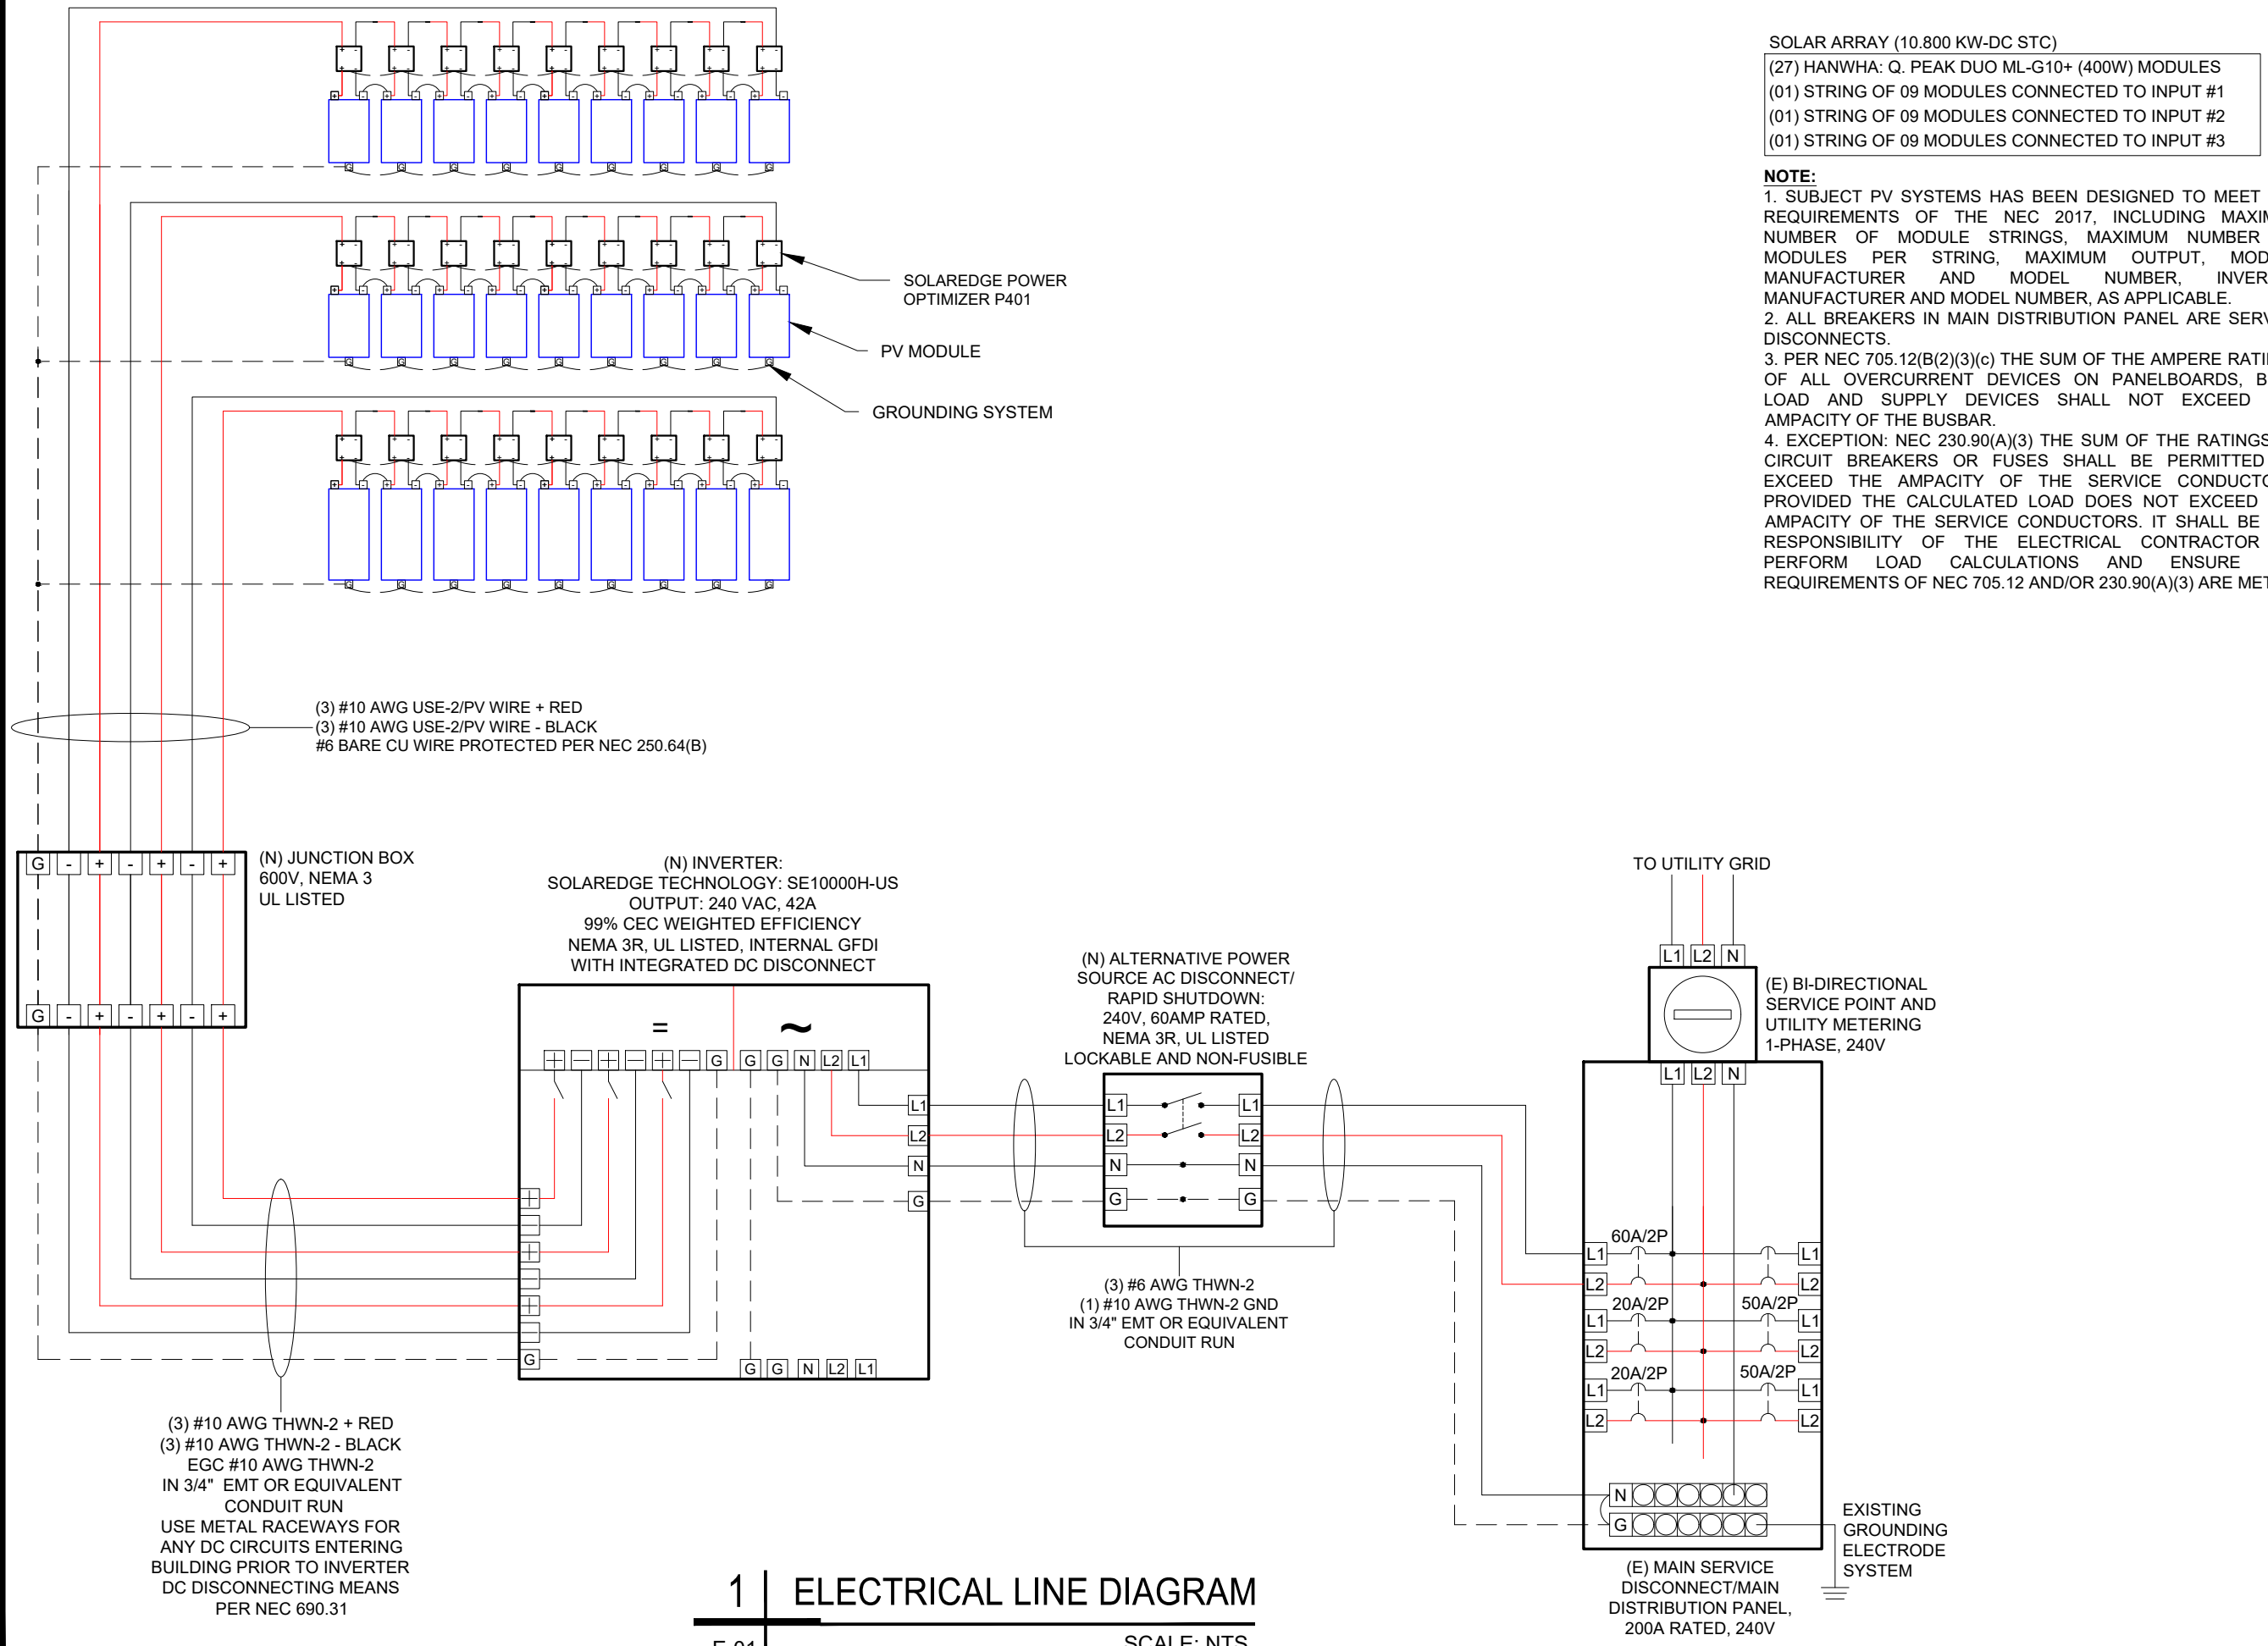 SOLAR ARRAY (10.800 KW-DC STC)
(27) HANWHA: Q. PEAK DUO ML-G10+ (400W) MODULES
(01) STRING OF 09 MODULES CONNECTED TO INPUT #1
(01) STRING OF 09 MODULES CONNECTED TO INPUT #2
(01) STRING OF 09 MODULES CONNECTED TO INPUT #3
NOTE:
1. SUBJECT PV SYSTEMS HAS BEEN DESIGNED TO MEET
REQUIREMENTS OF THE NEC 2017, INCLUDING
NUMBER OF MODULE STRINGS, MAXIMUM NUMBER
MODULES PER STRING, MAXIMUM OUTPUT,
MANUFACTURER AND MODEL NUMBER,
MANUFACTURER AND MODEL NUMBER, AS APPLICABLE.
2. ALL BREAKERS IN MAIN DISTRIBUTION PANEL ARE
DISCONNECTS.
3. PER NEC 705.12(B(2)(3)(c) THE SUM OF THE AMPERE
OF ALL OVERCURRENT DEVICES ON PANELBOARDS,
LOAD AND SUPPLY DEVICES SHALL NOT EXCEED
AMPACITY OF THE BUSBAR.
4. EXCEPTION: NEC 230.90(A)(3) THE SUM OF THE RATINGS
CIRCUIT BREAKERS OR FUSES SHALL BE PERMITTED
EXCEED THE AMPACITY OF THE SERVICE
PROVIDED THE CALCULATED LOAD DOES NOT EXCEED
AMPACITY OF THE SERVICE CONDUCTORS. IT SHALL BE
RESPONSIBILITY OF THE ELECTRICAL CONTRACTOR
PERFORM LOAD CALCULATIONS AND ENSURE
REQUIREMENTS OF NEC 705.12 AND/OR 230.90(A)(3) ARE
SOLAREDGE POWER
OPTIMIZER P401
PV MODULE
GROUNDING SYSTEM
(3) #10 AWG USE-2/PV WIRE + RED
(3) #10 AWG USE-2/PV WIRE - BLACK
#6 BARE CU WIRE PROTECTED PER NEC 250.64(B)
G - + - + - +
(N) JUNCTION BOX
600V, NEMA 3
UL LISTED
G - + - + - +
(N) INVERTER:
SOLAREDGE TECHNOLOGY: SE10000H-US
OUTPUT: 240 VAC, 42A
99% CEC WEIGHTED EFFICIENCY
NEMA 3R, UL LISTED, INTERNAL GFDI
WITH INTEGRATED DC DISCONNECT
= ~
+ - + - + - G G G N L2 L1
L1
L2
N
G
+
-
+
-
+
-
G
G G N L2 L1
(N) ALTERNATIVE POWER
SOURCE AC DISCONNECT/
RAPID SHUTDOWN:
240V, 60AMP RATED,
NEMA 3R, UL LISTED
LOCKABLE AND NON-FUSIBLE
L1 L1
L2 L2
N N
G G
(3) #6 AWG THWN-2
(1) #10 AWG THWN-2 GND
IN 3/4" EMT OR EQUIVALENT
CONDUIT RUN
TO UTILITY GRID
L1 L2 N
(E) BI-DIRECTIONAL
SERVICE POINT AND
UTILITY METERING
1-PHASE, 240V
L1 L2 N
60A/2P
L1 L1
L2 L2
20A/2P 50A/2P
L1 L1
L2 L2
20A/2P 50A/2P
L1 L1
L2 L2
N
G
EXISTING
GROUNDING
ELECTRODE
SYSTEM
(E) MAIN SERVICE
DISCONNECT/MAIN
DISTRIBUTION PANEL,
200A RATED, 240V
(3) #10 AWG THWN-2 + RED
(3) #10 AWG THWN-2 - BLACK
EGC #10 AWG THWN-2
IN 3/4" EMT OR EQUIVALENT
CONDUIT RUN
USE METAL RACEWAYS FOR
ANY DC CIRCUITS ENTERING
BUILDING PRIOR TO INVERTER
DC DISCONNECTING MEANS
PER NEC 690.31
1 ELECTRICAL LINE DIAGRAM
E-01 SCALE: NTS